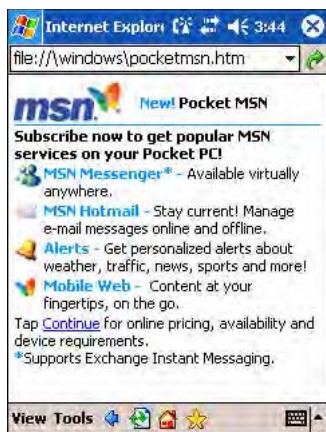 Internet Explor 3:44
file://\windows\pocketmsn.htm
msn New! Pocket MSN
Subscribe now to get popular MSN
services on your Pocket PC!
MSN Messenger* - Available virtually
anywhere.
MSN Hotmail - Stay current! Manage
e-mail messages online and offline.
Alerts - Get personalized alerts about
weather, traffic, news, sports and more!
Mobile Web - Content at your
fingertips, on the go.
Tap Continue for online pricing, availability and
device requirements.
*Supports Exchange Instant Messaging.
View Tools